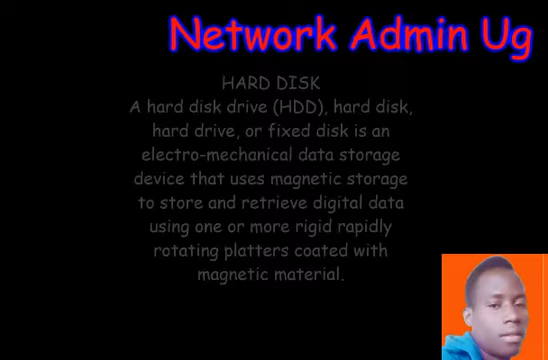 Network Admin Ug
HARD DISK
A hard disk drive (HDD), hard disk,
hard drive, or fixed disk is an
electro-mechanical data storage
device that uses magnetic storage
to store and retrieve digital data
using one or more rigid rapidly
rotating platters coated with
magnetic material.